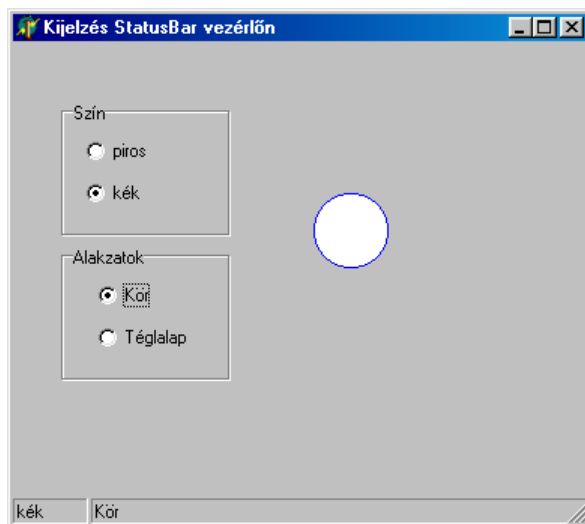 Kijelzés StatusBar vezérlőn
Szín
piros
kék
Alakzatok
Kör
Téglalap
kék Kör